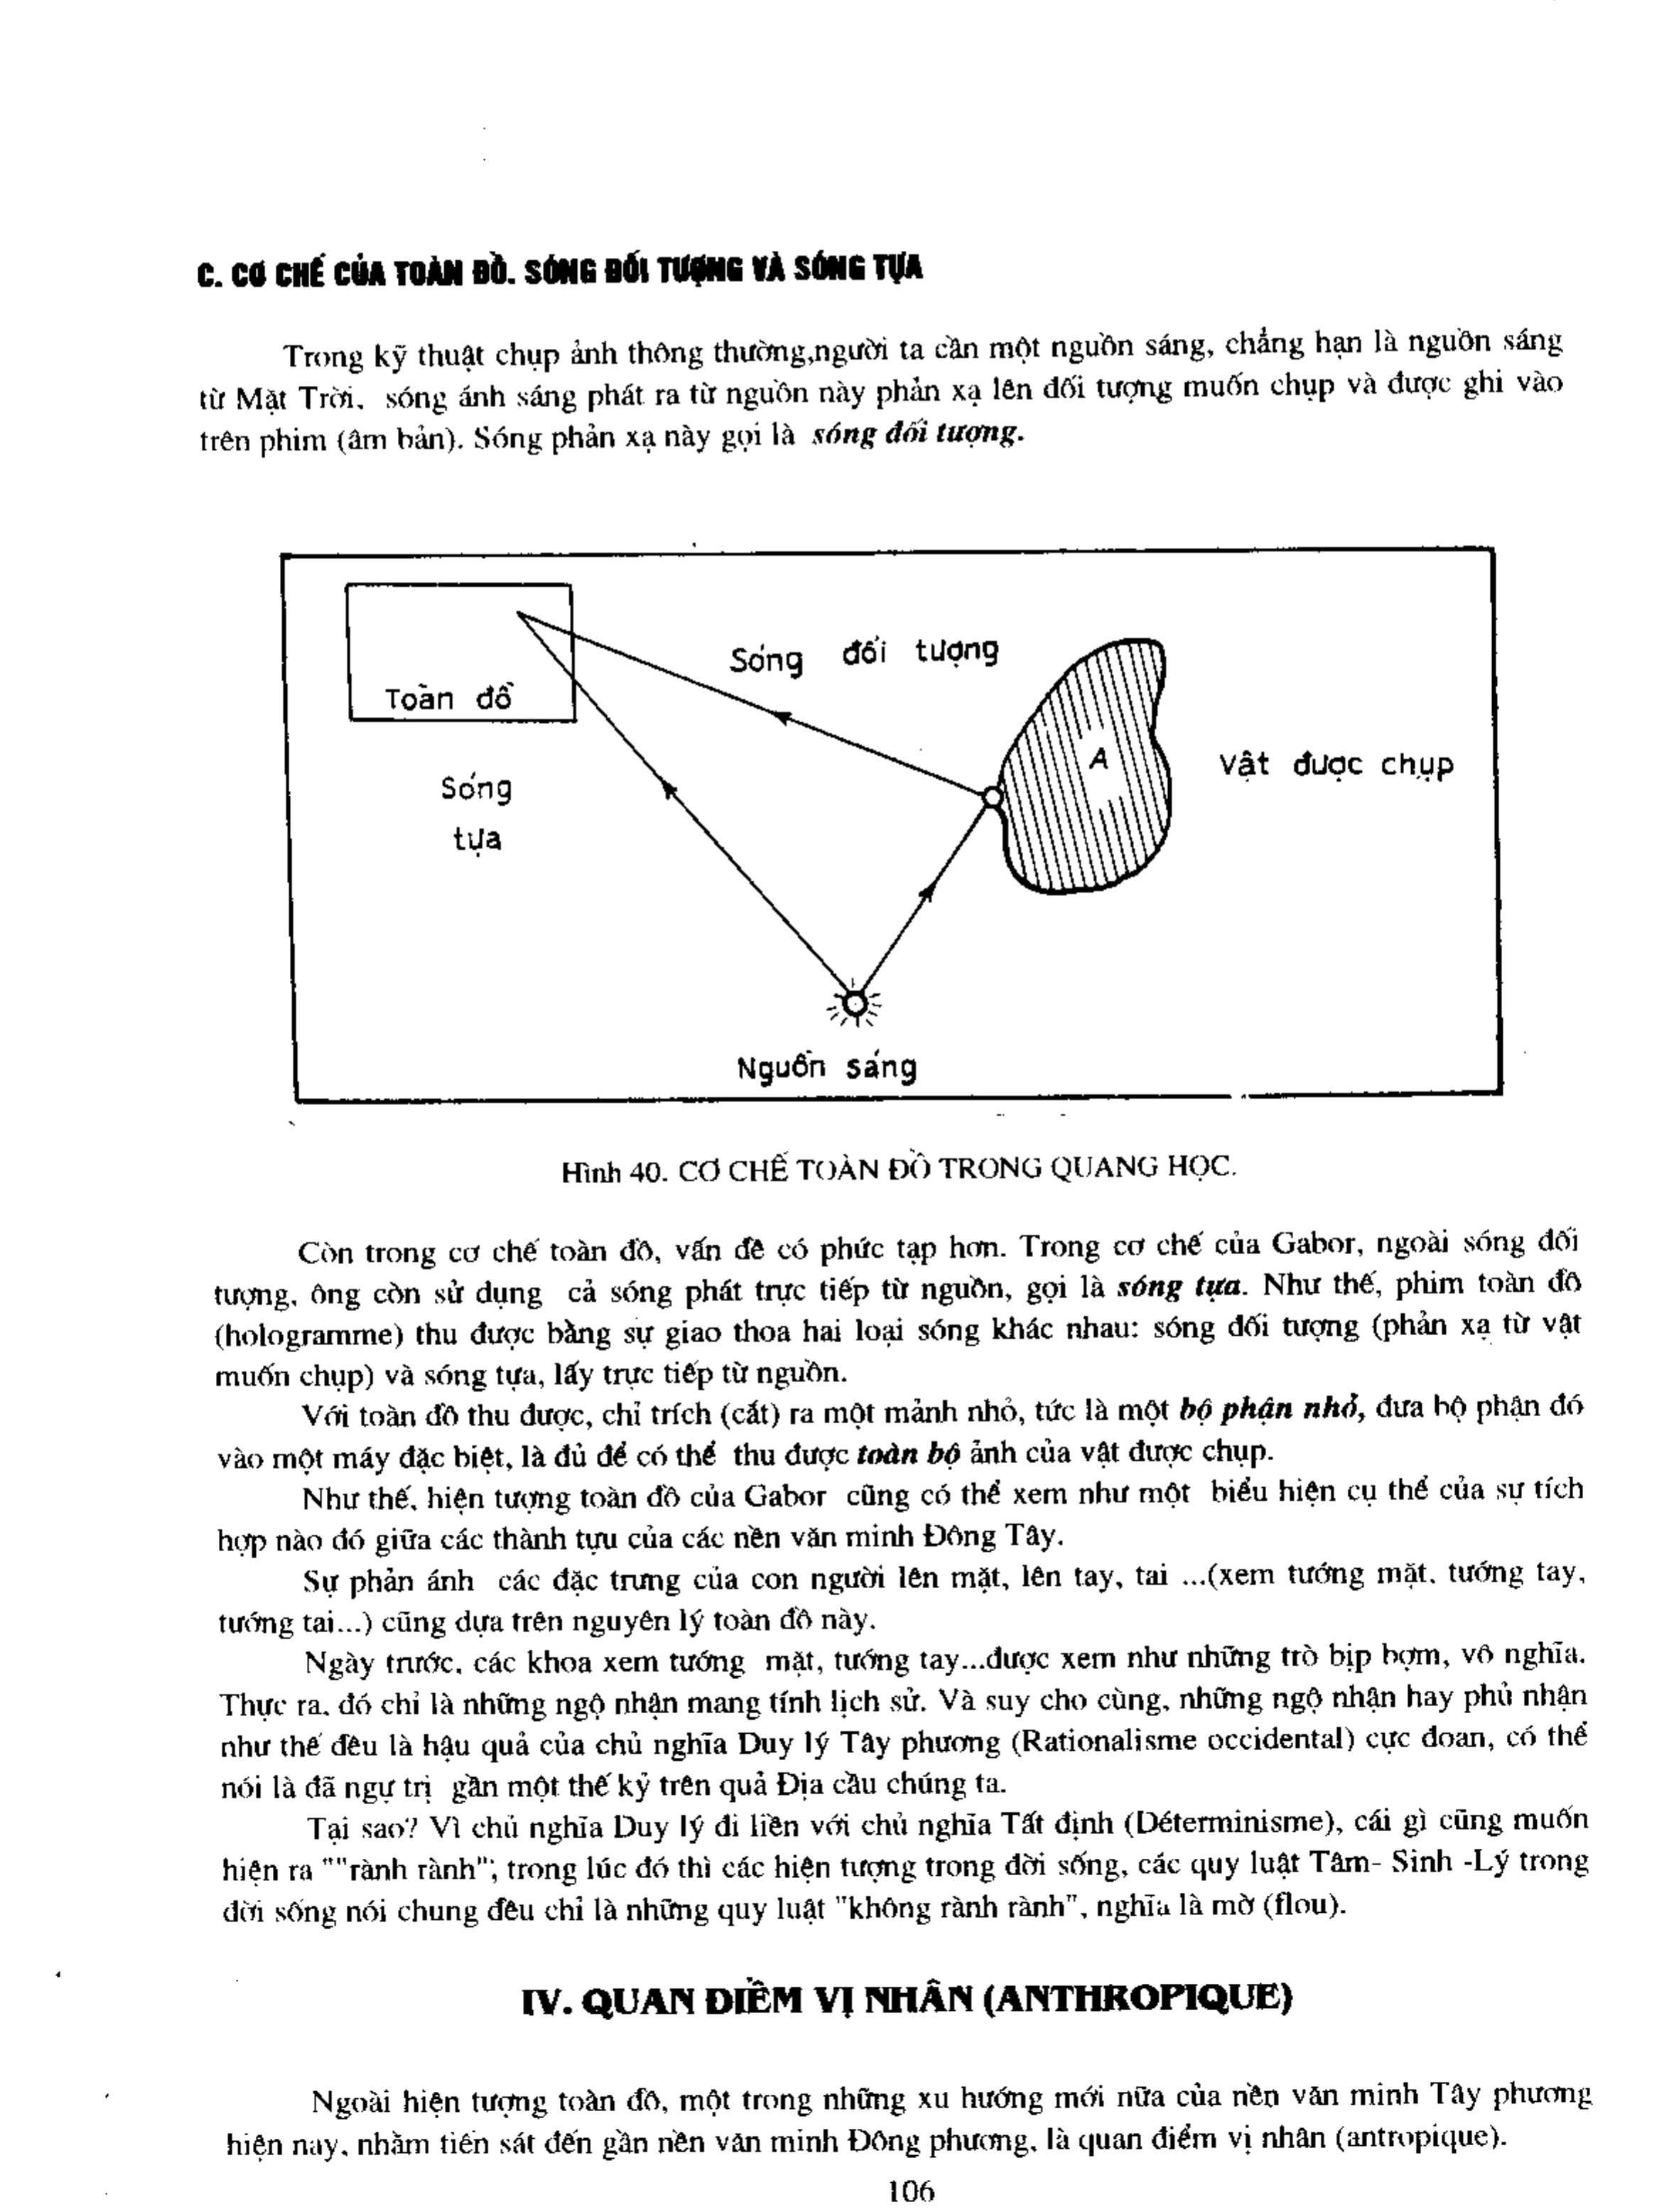 C. CƠ CHẾ CỦA TOÀN ĐỒ. SÓNG ĐỐI TƯỢNG VÀ SÓNG TỰA
Trong kỹ thuật chụp ảnh thông thường,người ta cần một nguồn sáng, chẳng hạn là nguồn sáng
từ Mặt Trời, sóng ánh sáng phát ra từ nguồn này phản xạ lên đối tượng muốn chụp và được ghi vào
trên phim (âm bản). Sóng phản xạ này gọi là sóng đối tượng.
Sóng đối tượng
Toàn đồ
A
Vật được chụp
Sóng
tựa
Nguồn sáng
Hình 40. CƠ CHẾ TOÀN ĐỒ TRONG QUANG HỌC.
Còn trong cơ chế toàn đồ, vấn đề có phức tạp hơn. Trong cơ chế của Gabor, ngoài sóng đối
tượng, ông còn sử dụng cả sóng phát trực tiếp từ nguồn, gọi là sóng tựa. Như thế, phim toàn đồ
(hologramme) thu được bằng sự giao thoa hai loại sóng khác nhau: sóng đối tượng (phản xạ từ vật
muốn chụp) và sóng tựa, lấy trực tiếp từ nguồn.
Với toàn đồ thu được, chỉ trích (cắt) ra một mảnh nhỏ, tức là một bộ phận nhỏ, đưa bộ phận đó
vào một máy đặc biệt, là đủ để có thể thu được toàn bộ ảnh của vật được chụp.
Như thế, hiện tượng toàn đồ của Gabor cũng có thể xem như một biểu hiện cụ thể của sự tích
hợp nào đó giữa các thành tựu của các nền văn minh Đông Tây.
Sự phản ánh các đặc trưng của con người lên mặt, lên tay, tai ...(xem tướng mặt, tướng tay,
tướng tai...) cũng dựa trên nguyên lý toàn đồ này.
Ngày trước, các khoa xem tướng mặt, tướng tay...được xem như những trò bịp bợm, vô nghĩa.
Thực ra, đó chỉ là những ngộ nhận mang tính lịch sử. Và suy cho cùng, những ngộ nhận hay phủ nhận
như thế đều là hậu quả của chủ nghĩa Duy lý Tây phương (Rationalisme occidental) cực đoan, có thể
nói là đã ngự trị gần một thế kỷ trên quả Địa cầu chúng ta.
Tại sao? Vì chủ nghĩa Duy lý đi liền với chủ nghĩa Tất định (Déterminisme), cái gì cũng muốn
hiện ra ""rành rành"; trong lúc đó thì các hiện tượng trong đời sống, các quy luật Tâm- Sinh -Lý trong
đời sống nói chung đều chỉ là những quy luật "không rành rành", nghĩa là mờ (flou).
IV. QUAN ĐIỂM VỊ NHÂN (ANTHROPIQUE)
Ngoài hiện tượng toàn đồ, một trong những xu hướng mới nữa của nền văn minh Tây phương
hiện nay, nhằm tiến sát đến gần nền văn minh Đông phương, là quan điểm vị nhân (antropique).
106